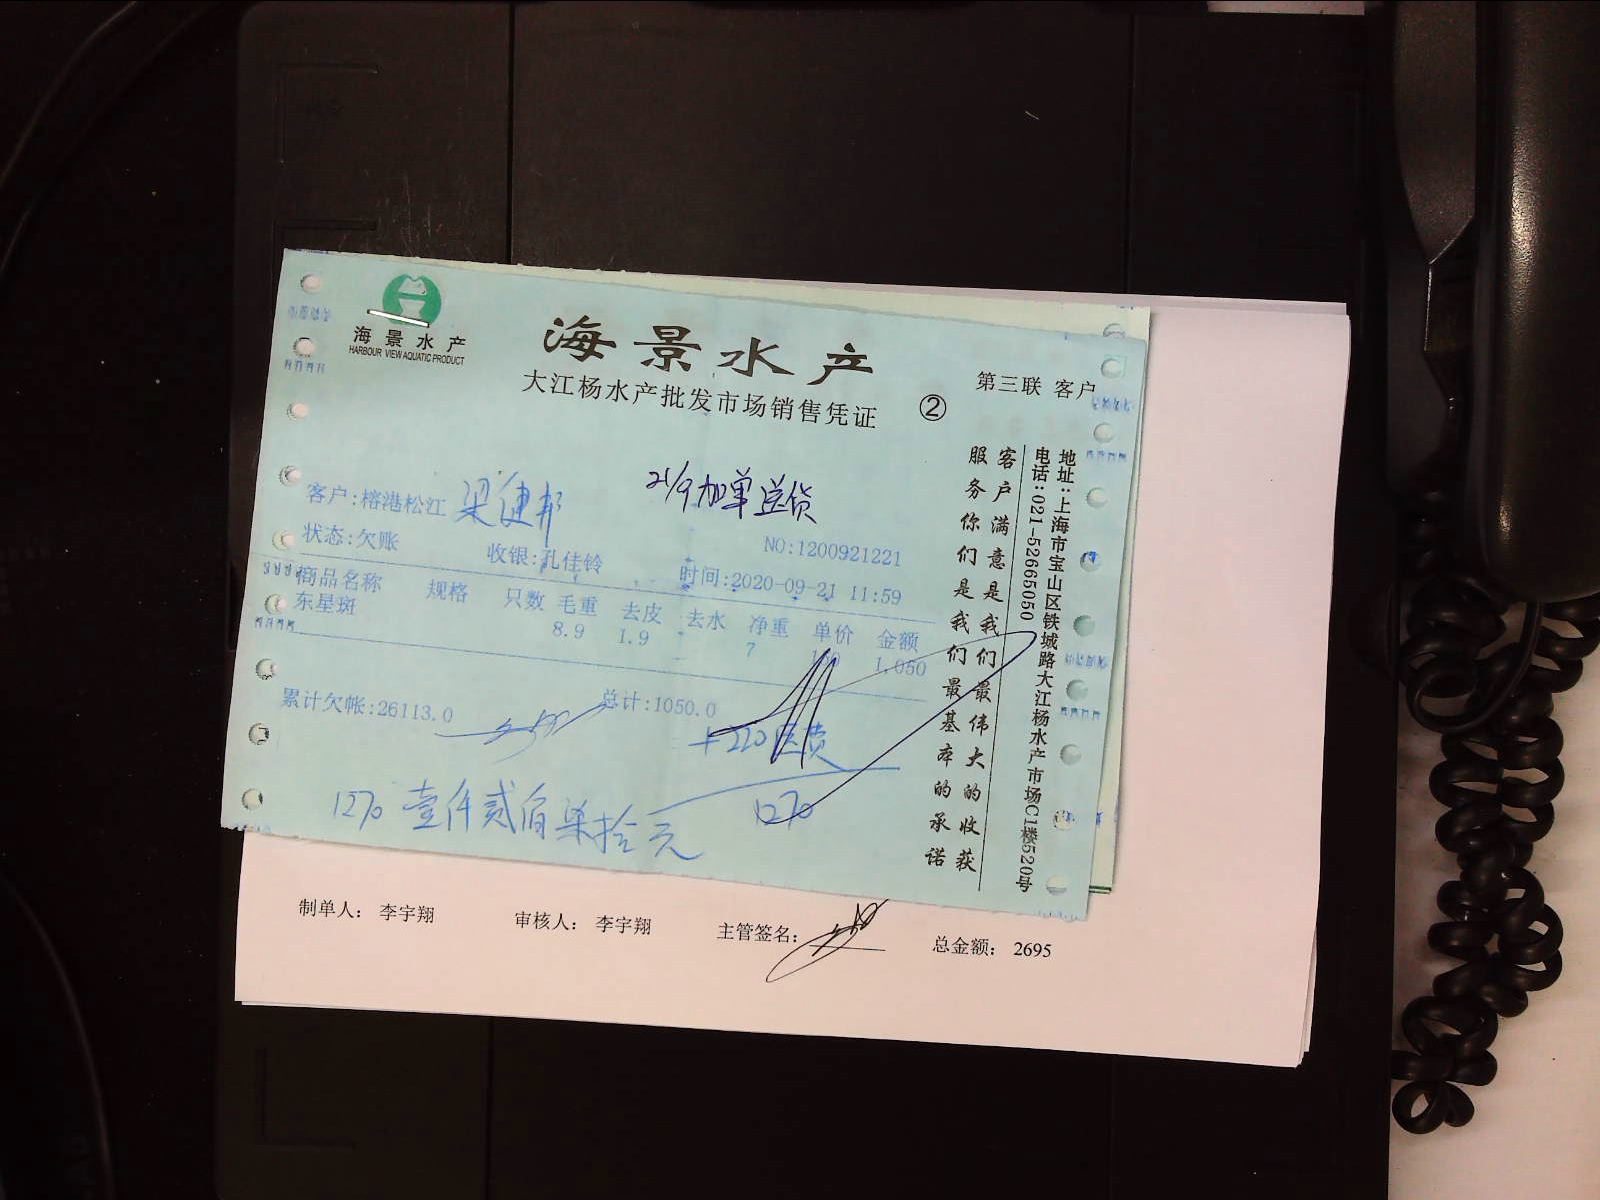 海景水产
HARBOUR VIEW AQUATIC PRODUCT
海景水产
大江杨水产批发市场销售凭证
②
第三联 客户
客户:榕港松江 梁健邦
21/9加单送货
状态:欠账
收银:孔佳铃
NO:1200921221
时间:2020-09-21 11:59
商品名称 规格 只数 毛重 去皮 去水 净重 单价 金额
东星斑 8.9 1.9 7 1,050
累计欠帐:26113.0
总计:1050.0
+220送货
1270 壹仟贰佰柒拾元
1270
客户满意是我们最伟大的收获
服务你们是我们最基本的承诺
地址:上海市宝山区铁城路大江杨水产市场C1楼520号
电话:021-52665050
制单人: 李宇翔 审核人: 李宇翔 主管签名: 总金额: 2695